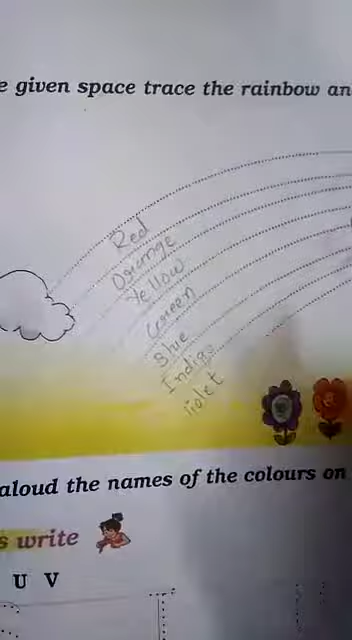 e given space trace the rainbow an
Red
Orange
Yellow
Green
Blue
Indigo
Violet
aloud the names of the colours on
s write
U V